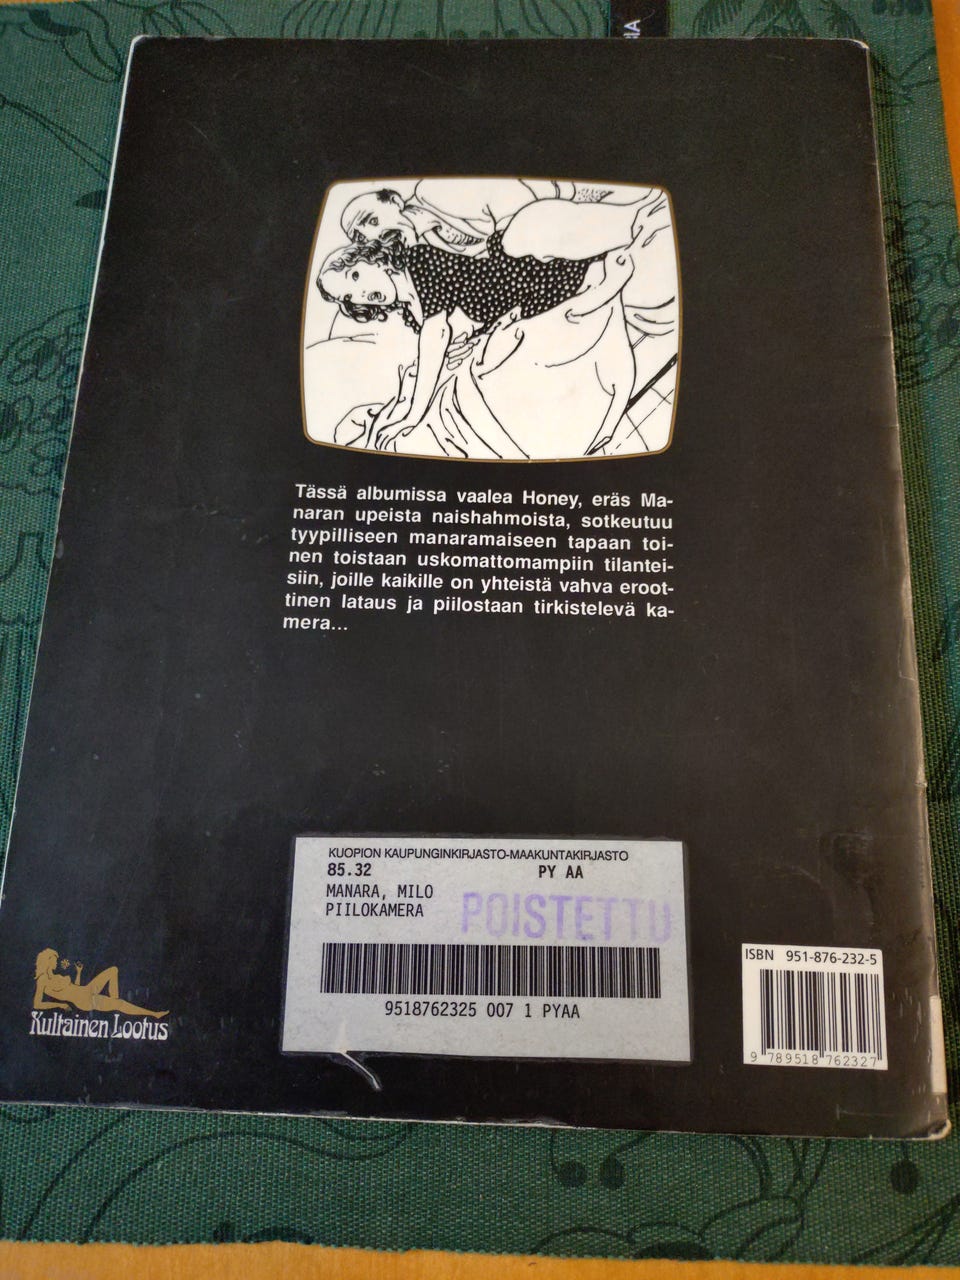 IA
Tässä albumissa vaalea Honey, eräs Ma-
naran upeista naishahmoista, sotkeutuu
tyypilliseen manaramaiseen tapaan toi-
nen toistaan uskomattomampiin tilantei-
siin, joille kaikille on yhteistä vahva eroot-
tinen lataus ja piilostaan tirkistelevä ka-
mera...
KUOPION KAUPUNGINKIRJASTO-MAAKUNTAKIRJASTO
85.32 PY AA
MANARA, MILO
PIILOKAMERA
POISTETTU
9518762325 007 1 PYAA
Kultainen Lootus
ISBN 951-876-232-5
9 789518 762327